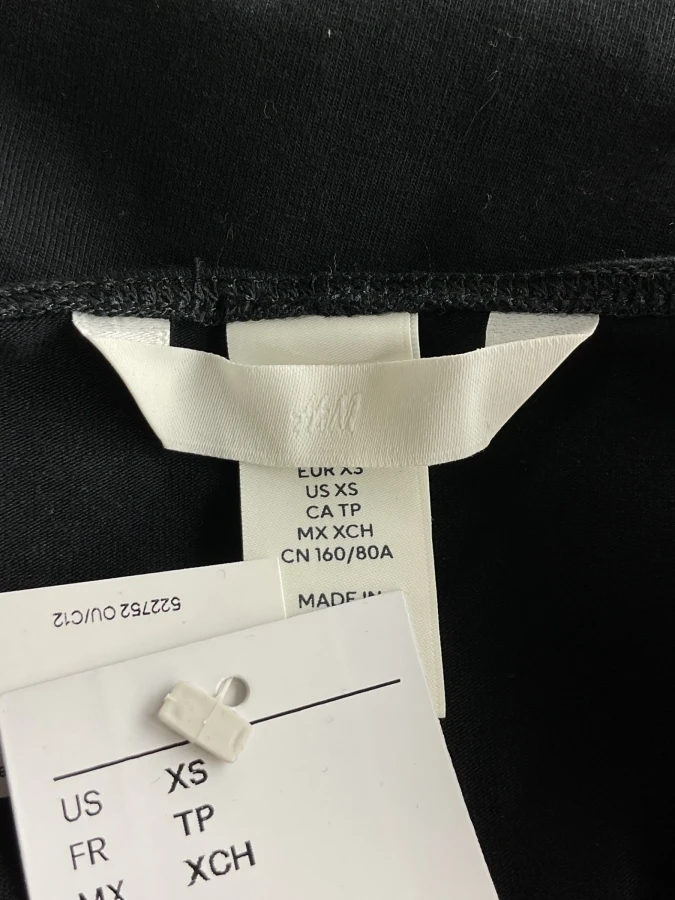 H&M
EUR XS
US XS
CA TP
MX XCH
CN 160/80A
MADE IN
522752 OU/C12
US XS
FR TP
MX XCH